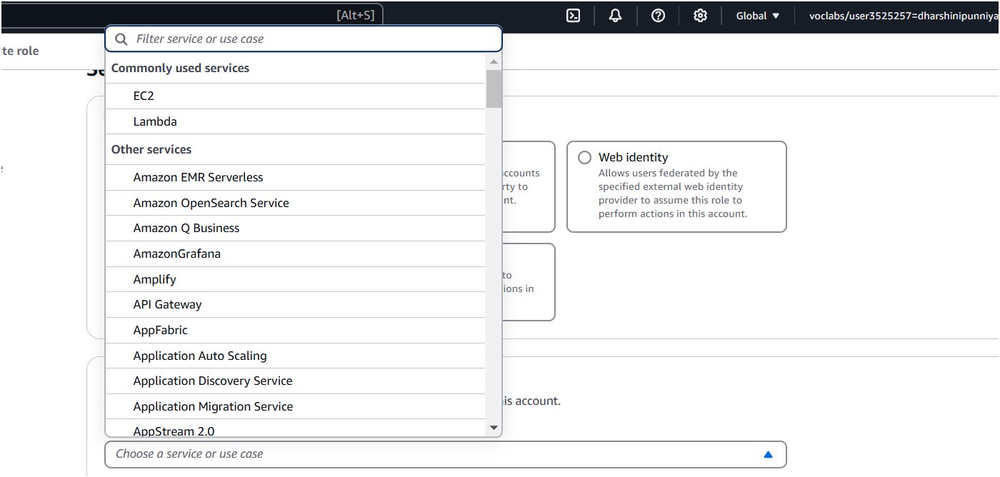 [Alt+S]
Global
voclabs/user3525257=dharshinipunniya
te role
Filter service or use case
Commonly used services
EC2
Lambda
Other services
Amazon EMR Serverless
Amazon OpenSearch Service
Amazon Q Business
AmazonGrafana
Amplify
API Gateway
AppFabric
Application Auto Scaling
Application Discovery Service
Application Migration Service
AppStream 2.0
Choose a service or use case
ccounts
rty to
nt.
Web identity
Allows users federated by the
specified external web identity
provider to assume this role to
perform actions in this account.
to
ions in
is account.